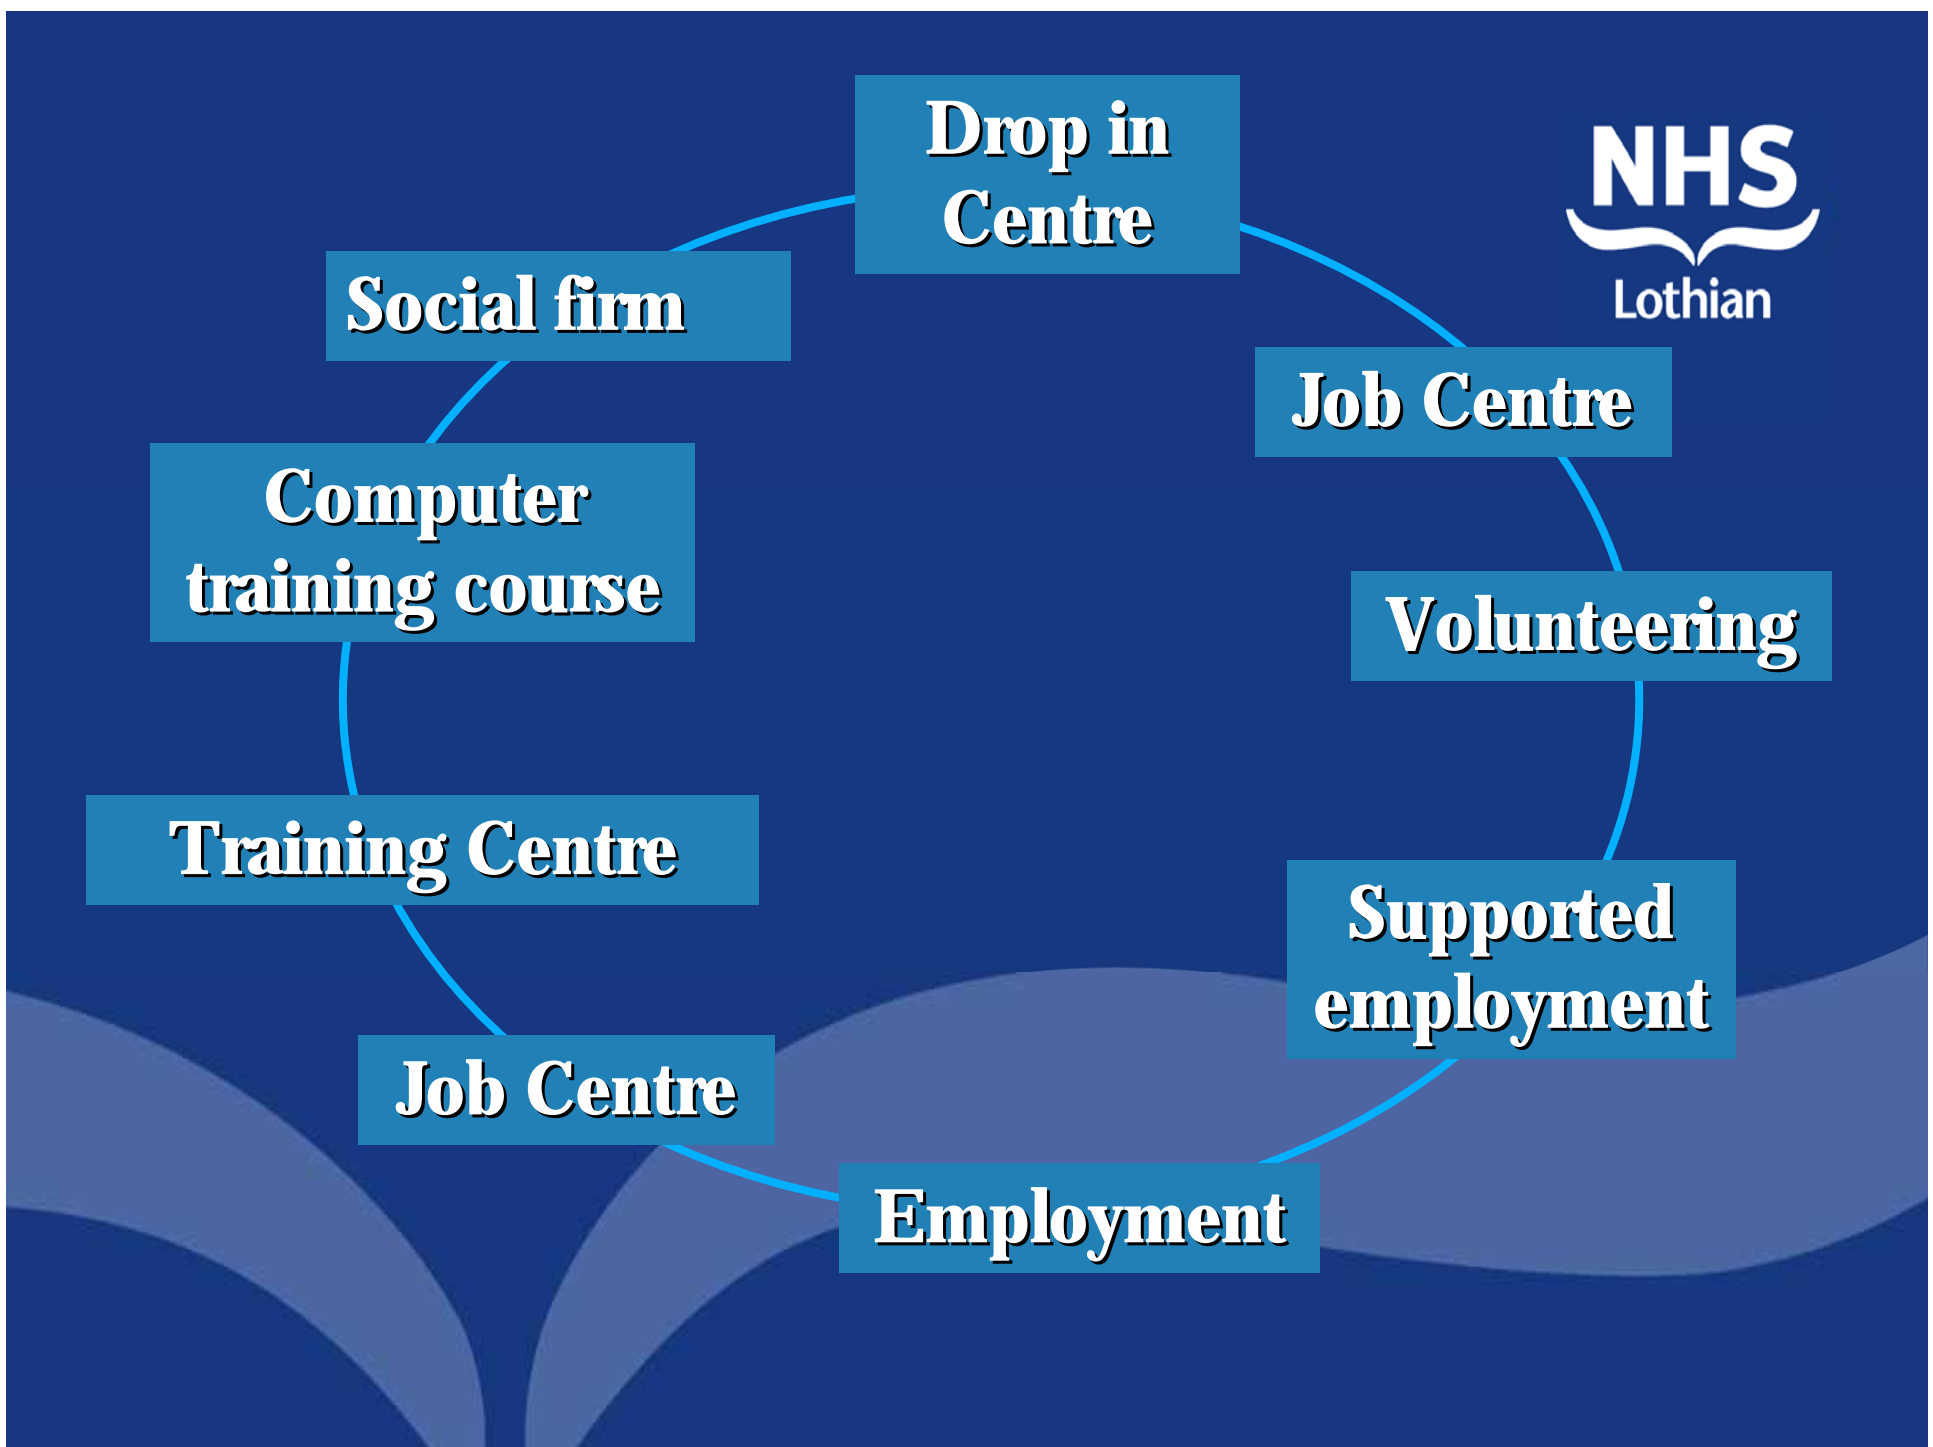 Drop in
Centre
NHS
Lothian
Social firm
Job Centre
Computer
training course
Volunteering
Training Centre
Supported
employment
Job Centre
Employment